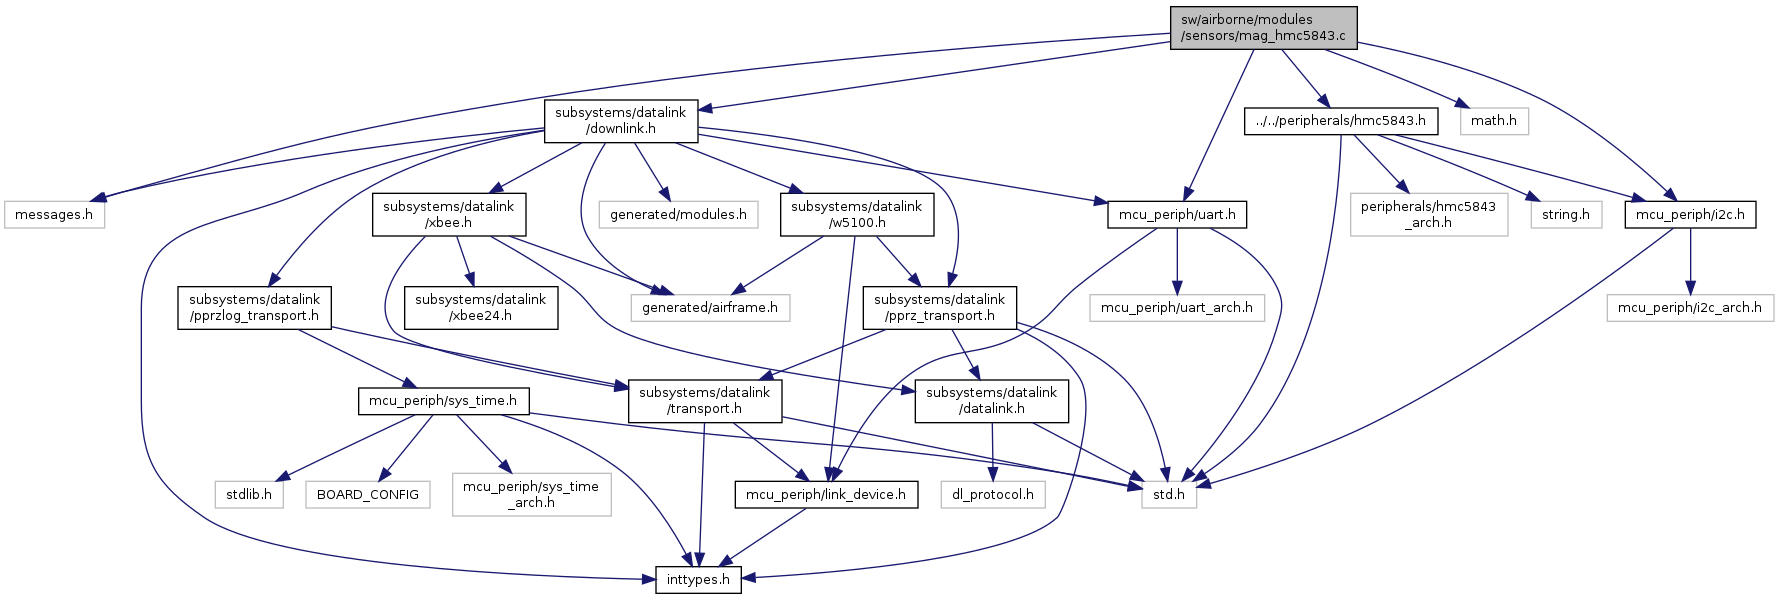 sw/airborne/modules
/sensors/mag_hmc5843.c
subsystems/datalink
/downlink.h
../../peripherals/hmc5843.h
math.h
messages.h
subsystems/datalink
/xbee.h
generated/modules.h
subsystems/datalink
/w5100.h
mcu_periph/uart.h
peripherals/hmc5843
_arch.h
string.h
mcu_periph/i2c.h
subsystems/datalink
/pprzlog_transport.h
subsystems/datalink
/xbee24.h
generated/airframe.h
subsystems/datalink
/pprz_transport.h
mcu_periph/uart_arch.h
mcu_periph/i2c_arch.h
mcu_periph/sys_time.h
subsystems/datalink
/transport.h
subsystems/datalink
/datalink.h
stdlib.h
BOARD_CONFIG
mcu_periph/sys_time
_arch.h
mcu_periph/link_device.h
dl_protocol.h
std.h
inttypes.h